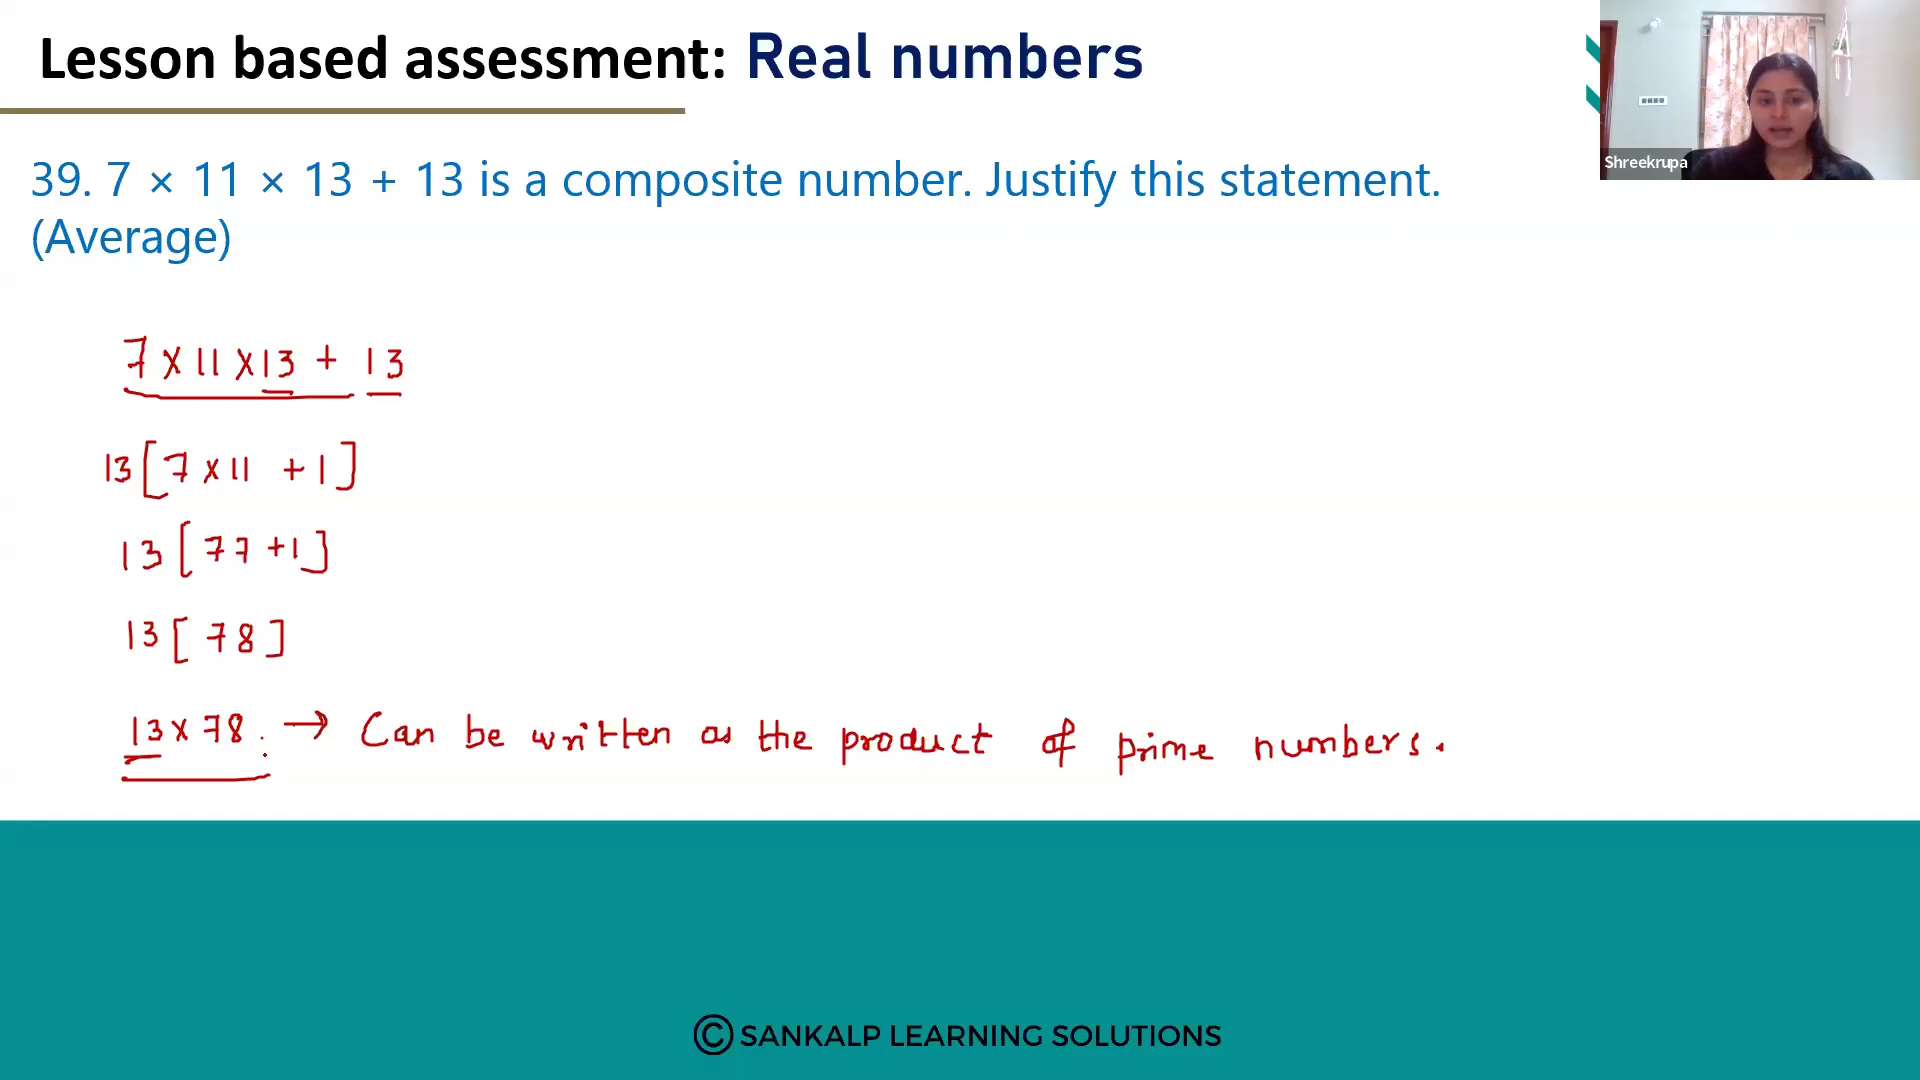 Lesson based assessment: Real numbers
Shreekrupa
39. 7 × 11 × 13 + 13 is a composite number. Justify this statement.
(Average)
7 × 11 × 13 + 13
13 [ 7 × 11 + 1 ]
13 [ 77 + 1 ]
13 [ 78 ]
13 × 78 . → Can be written as the product of prime numbers.
© SANKALP LEARNING SOLUTIONS